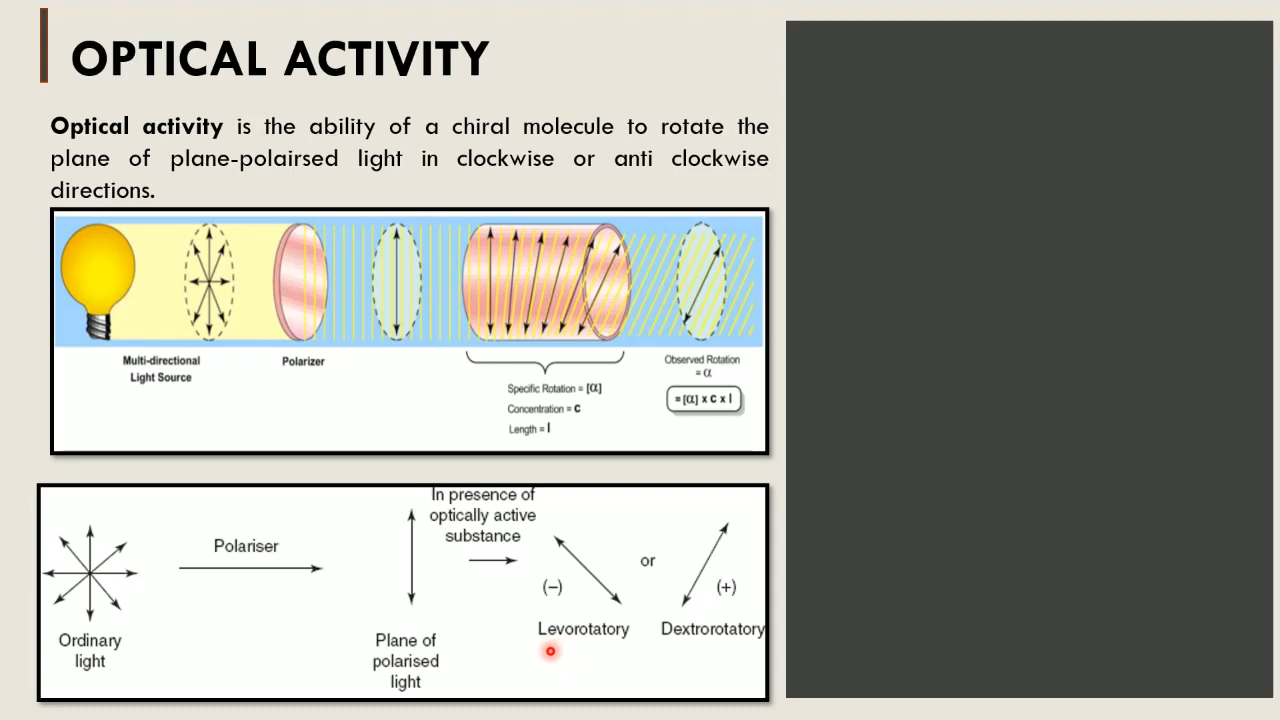 OPTICAL ACTIVITY
Optical activity is the ability of a chiral molecule to rotate the
plane of plane-polairsed light in clockwise or anti clockwise
directions.
Multi-directional
Light Source
Polarizer
Specific Rotation = [α]
Concentration = c
Length = l
Observed Rotation
= α
= [α] x c x l
Ordinary
light
Polariser
Plane of
polarised
light
In presence of
optically active
substance
(–)
Levorotatory
or
(+)
Dextrorotatory